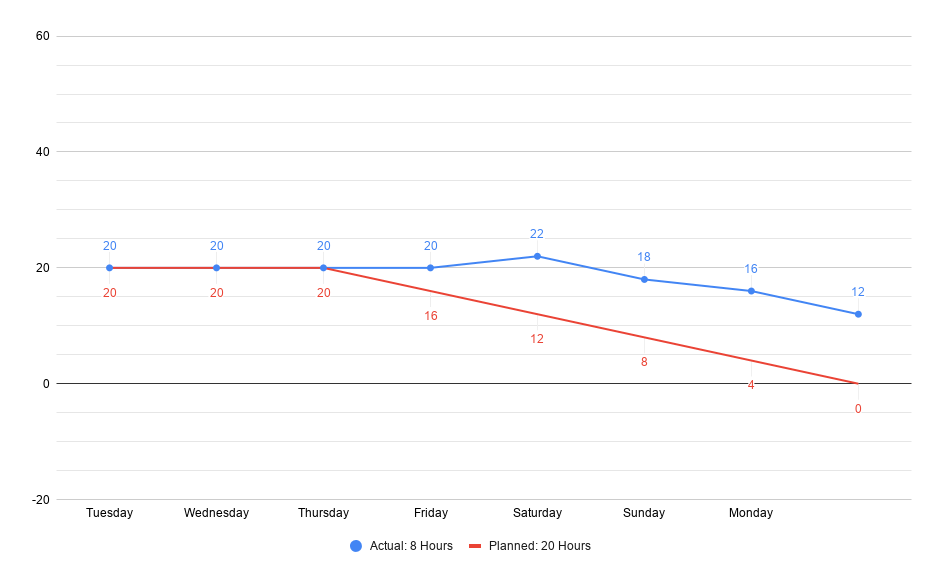 60
40
20
0
-20
20 20 20 20 22 18 16 12
20 20 20 16 12 8 4 0
Tuesday Wednesday Thursday Friday Saturday Sunday Monday
Actual: 8 Hours Planned: 20 Hours